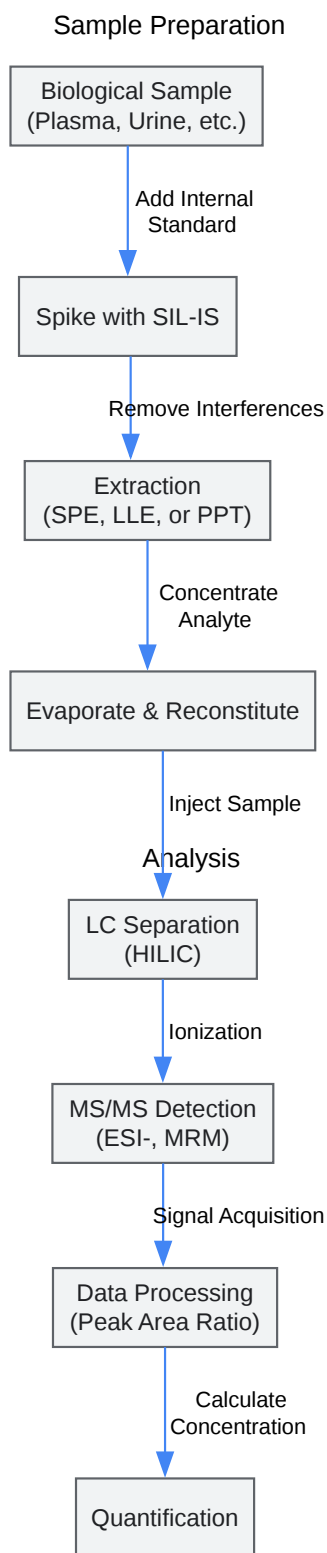 Sample Preparation
Biological Sample
(Plasma, Urine, etc.)
Add Internal
Standard
Spike with SIL-IS
Remove Interferences
Extraction
(SPE, LLE, or PPT)
Concentrate
Analyte
Evaporate & Reconstitute
Inject Sample
Analysis
LC Separation
(HILIC)
Ionization
MS/MS Detection
(ESI-, MRM)
Signal Acquisition
Data Processing
(Peak Area Ratio)
Calculate
Concentration
Quantification